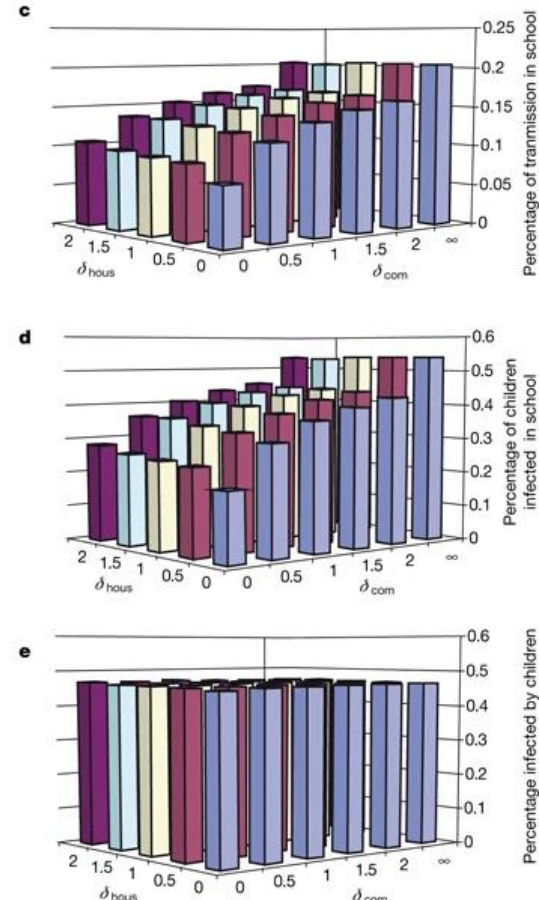 c
0.25
0.2
0.15
0.1
0.05
0
Percentage of tranmission in school
2 1.5 1 0.5 0
δhous
0 0.5 1 1.5 2 ∞
δcom
d
0.6
0.5
0.4
0.3
0.2
0.1
0
Percentage of children
infected in school
2 1.5 1 0.5 0
δhous
0 0.5 1 1.5 2 ∞
δcom
e
0.6
0.5
0.4
0.3
0.2
0.1
0
Percentage infected by children
2 1.5 1 0.5 0
δhous
0 0.5 1 1.5 2 ∞
δcom